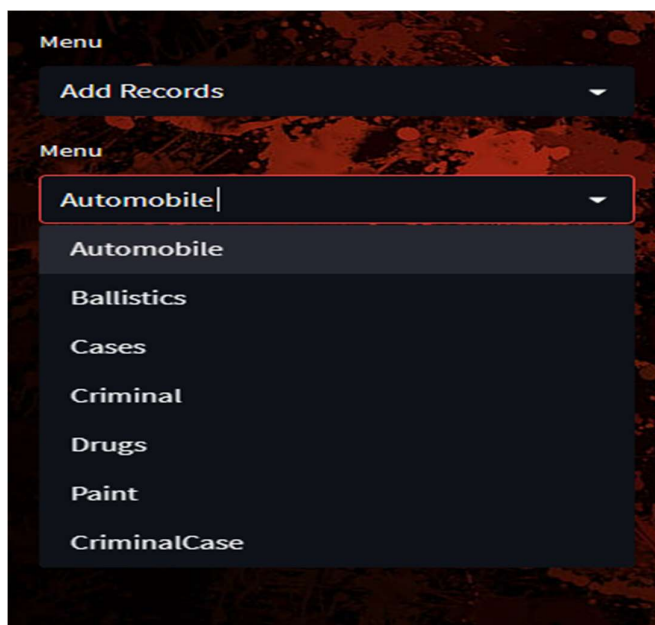 Menu
Add Records
Menu
Automobile
Automobile
Ballistics
Cases
Criminal
Drugs
Paint
CriminalCase